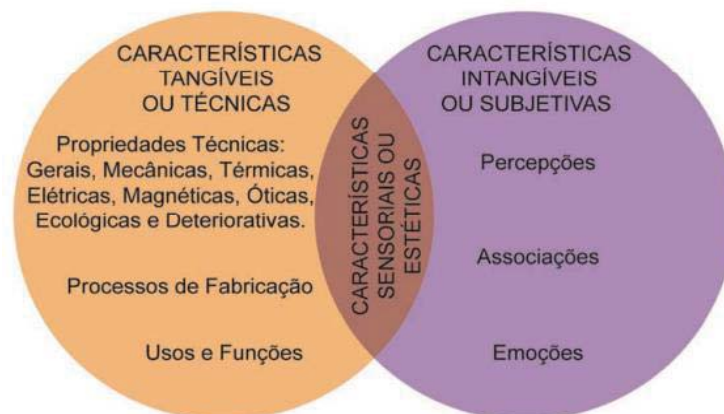 CARACTERÍSTICAS
TANGÍVEIS
OU TÉCNICAS
Propriedades Técnicas:
Gerais, Mecânicas, Térmicas,
Elétricas, Magnéticas, Óticas,
Ecológicas e Deteriorativas.
Processos de Fabricação
Usos e Funções
CARACTERÍSTICAS
SENSORIAIS OU
ESTÉTICAS
CARACTERÍSTICAS
INTANGÍVEIS
OU SUBJETIVAS
Percepções
Associações
Emoções